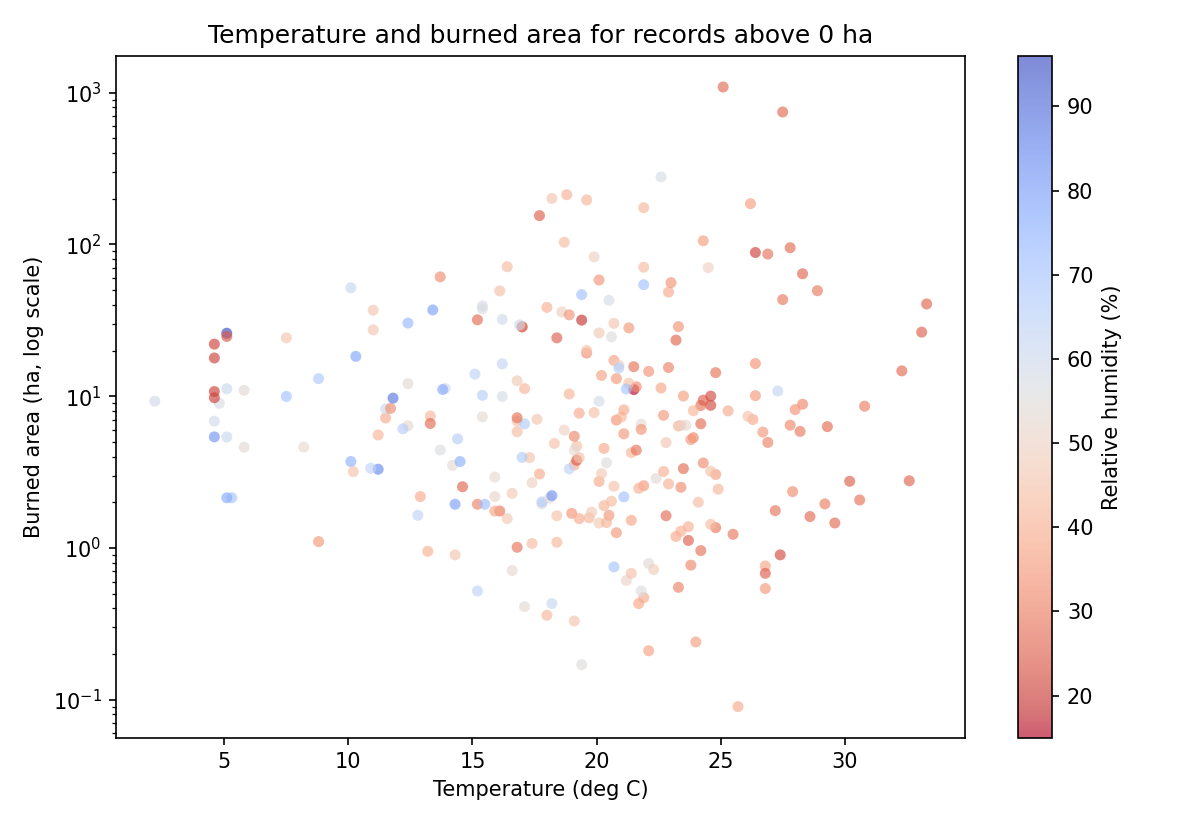 Temperature and burned area for records above 0 ha
Burned area (ha, log scale)
10³
10²
10¹
10⁰
10⁻¹
5 10 15 20 25 30
Temperature (deg C)
90
80
70
60
50
40
30
20
Relative humidity (%)